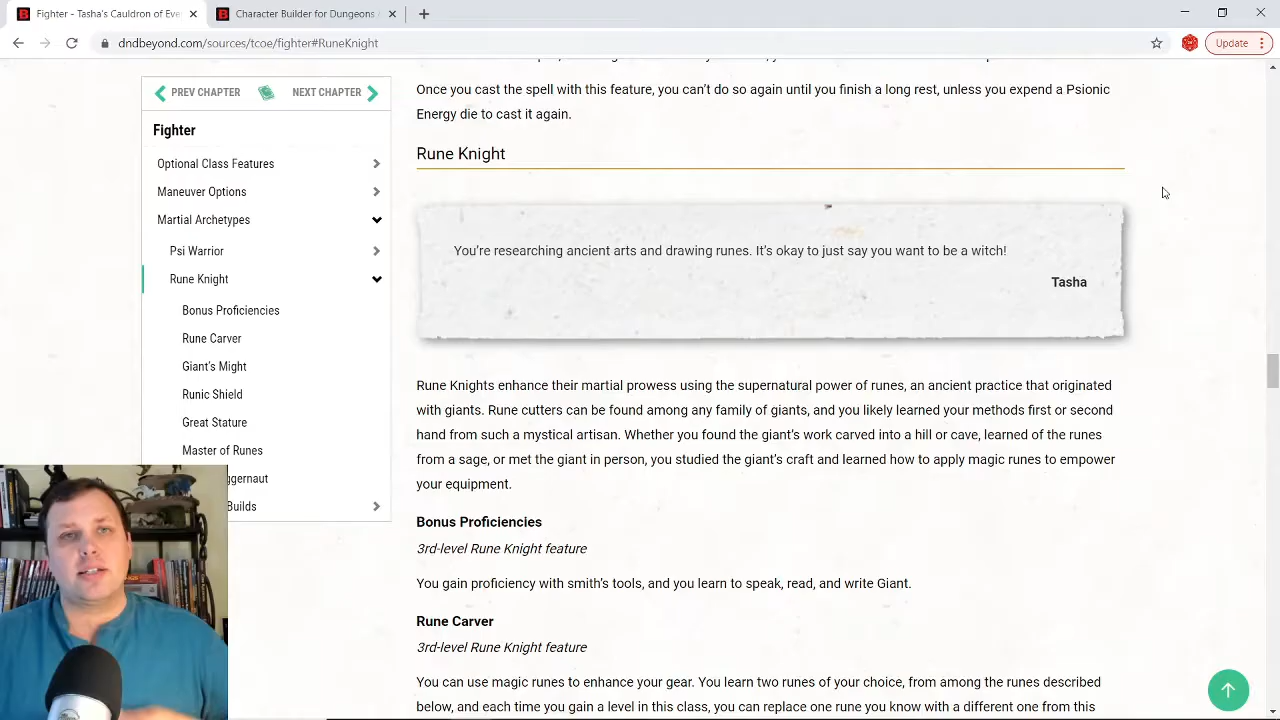 Fighter - Tasha's Cauldron of Eve
Character Builder for Dungeons
dndbeyond.com/sources/tcoe/fighter#RuneKnight
Update
PREV CHAPTER
NEXT CHAPTER
Fighter
Optional Class Features
Maneuver Options
Martial Archetypes
Psi Warrior
Rune Knight
Bonus Proficiencies
Rune Carver
Giant's Might
Runic Shield
Great Stature
Master of Runes
ggernaut
Builds
Once you cast the spell with this feature, you can't do so again until you finish a long rest, unless you expend a Psionic
Energy die to cast it again.
Rune Knight
You're researching ancient arts and drawing runes. It's okay to just say you want to be a witch!
Tasha
Rune Knights enhance their martial prowess using the supernatural power of runes, an ancient practice that originated
with giants. Rune cutters can be found among any family of giants, and you likely learned your methods first or second
hand from such a mystical artisan. Whether you found the giant's work carved into a hill or cave, learned of the runes
from a sage, or met the giant in person, you studied the giant's craft and learned how to apply magic runes to empower
your equipment.
Bonus Proficiencies
3rd-level Rune Knight feature
You gain proficiency with smith's tools, and you learn to speak, read, and write Giant.
Rune Carver
3rd-level Rune Knight feature
You can use magic runes to enhance your gear. You learn two runes of your choice, from among the runes described
below, and each time you gain a level in this class, you can replace one rune you know with a different one from this